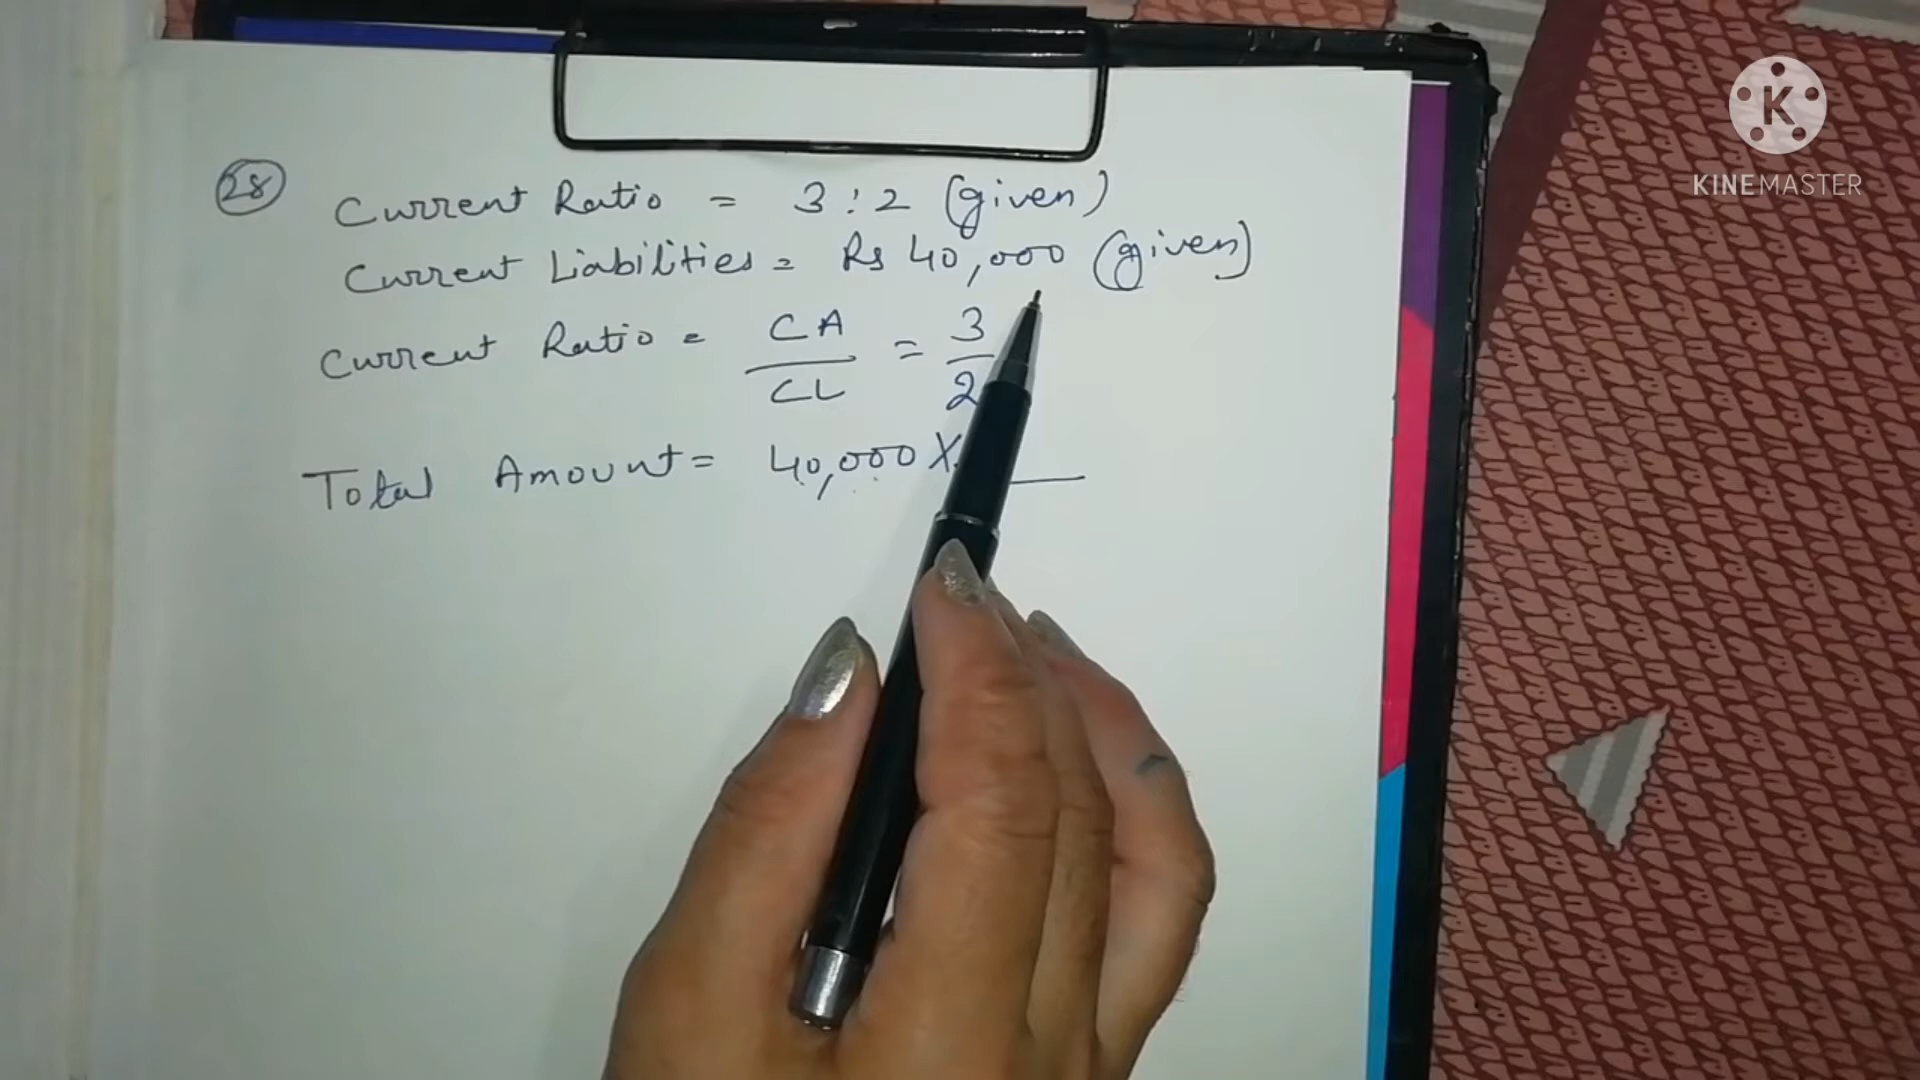 28 Current Ratio = 3:2 (given)
Current Liabilities = Rs 40,000 (given)
Current Ratio = CA/CL = 3/2
Total Amount = 40,000 X
K
KINEMASTER